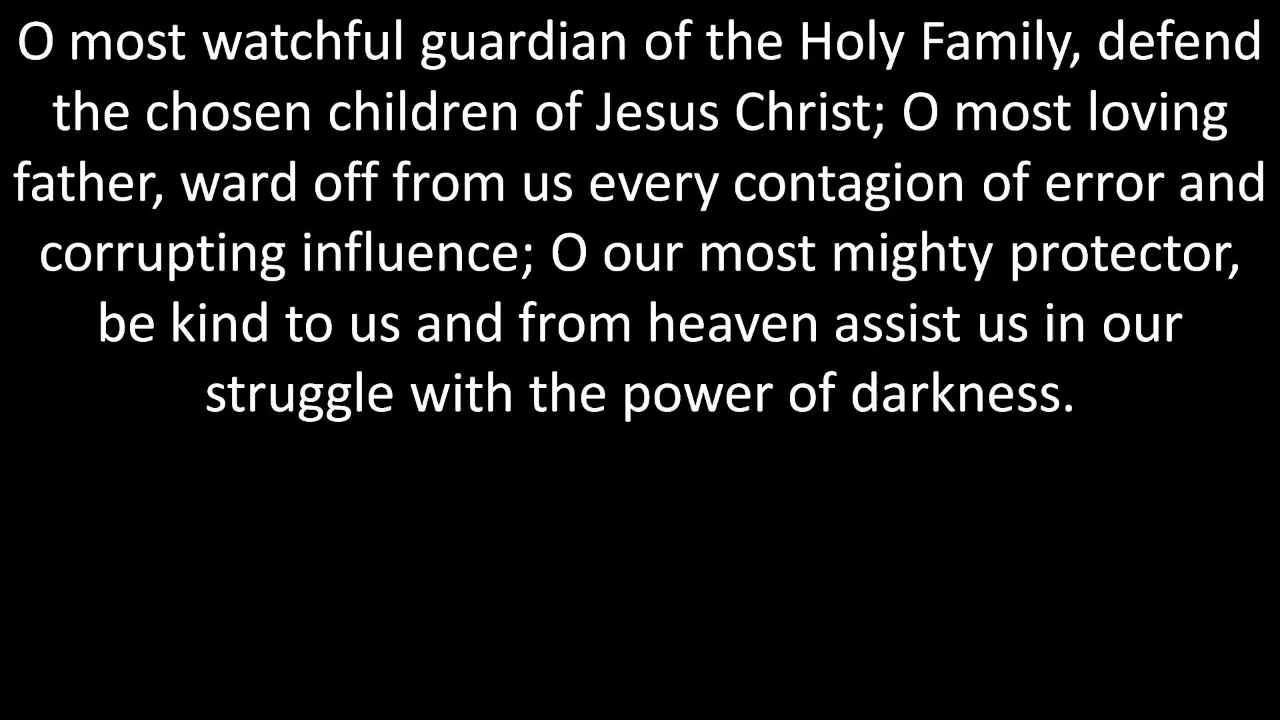 O most watchful guardian of the Holy Family, defend
the chosen children of Jesus Christ; O most loving
father, ward off from us every contagion of error and
corrupting influence; O our most mighty protector,
be kind to us and from heaven assist us in our
struggle with the power of darkness.